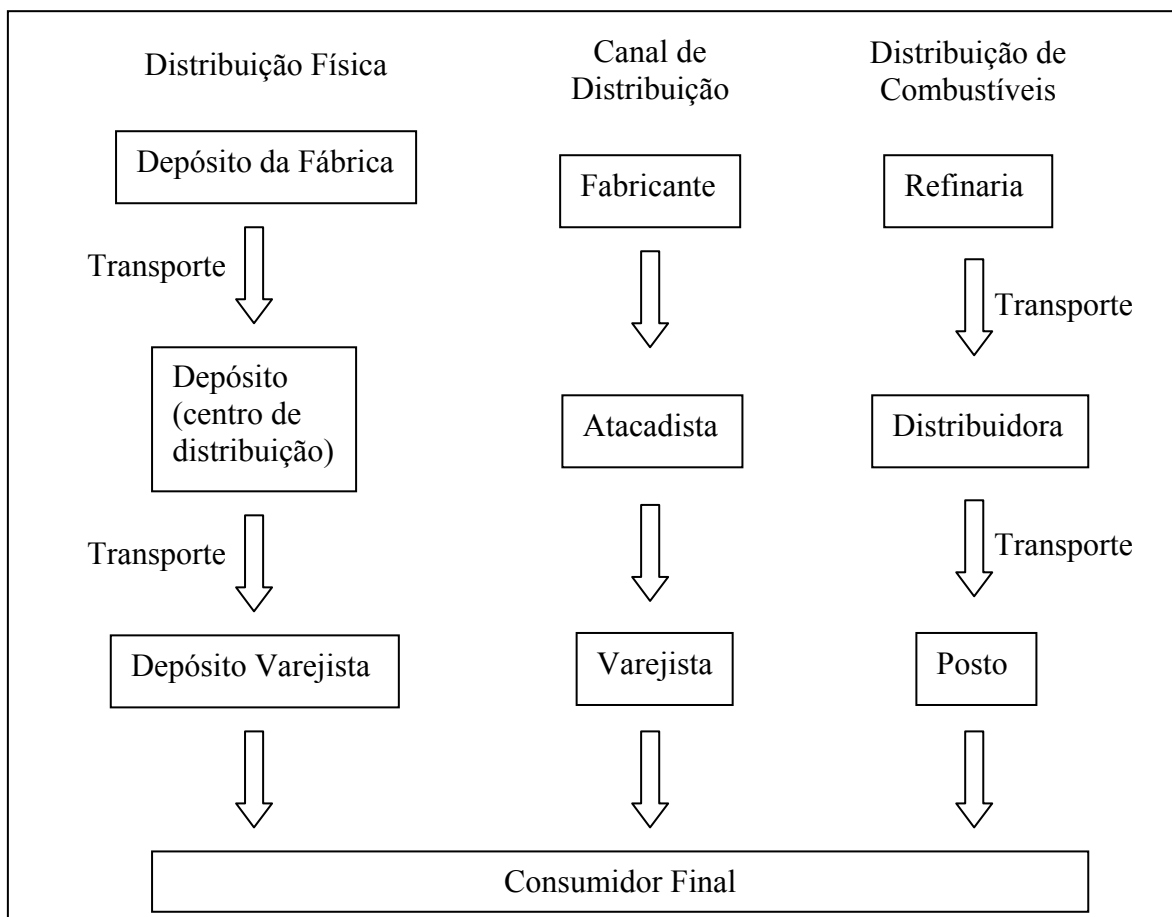 Distribuição Física
Canal de
Distribuição
Distribuição de
Combustíveis
Depósito da Fábrica
Fabricante
Refinaria
Transporte
Transporte
Depósito
(centro de
distribuição)
Atacadista
Distribuidora
Transporte
Transporte
Depósito Varejista
Varejista
Posto
Consumidor Final